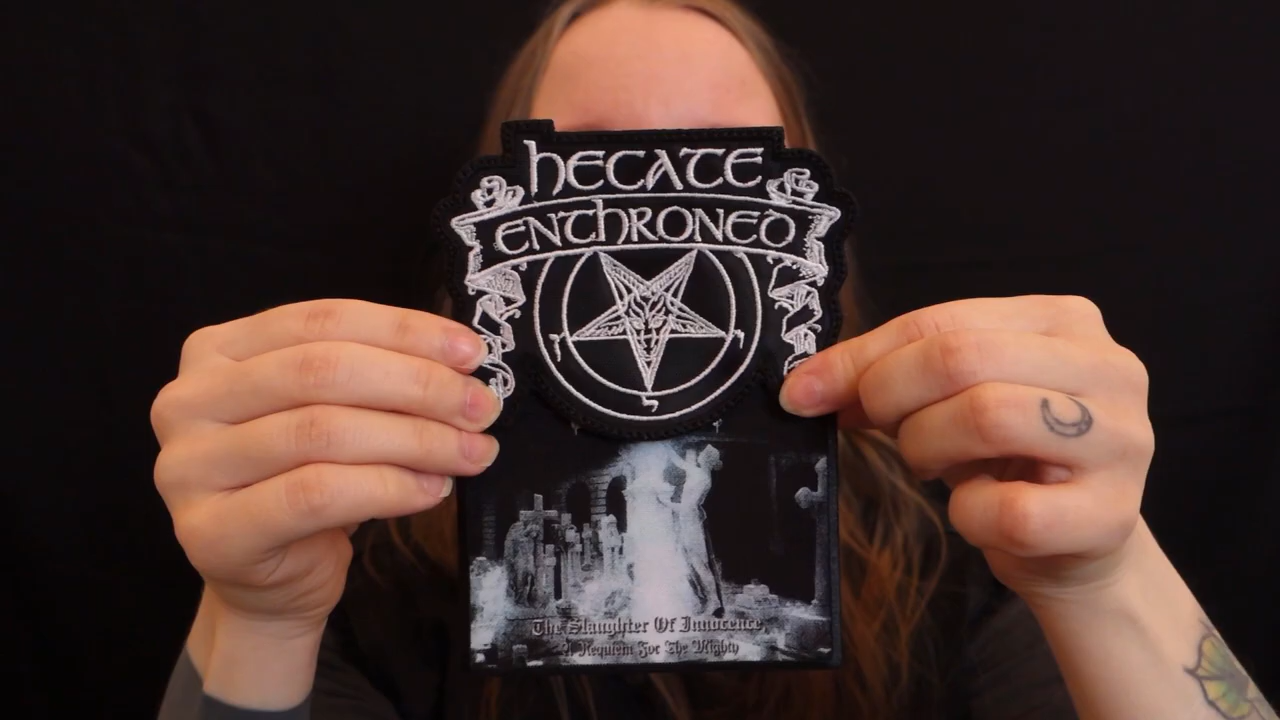 hECATE
ENThRONED
The Slaughter Of Innocence,
A Requiem For The Mighty